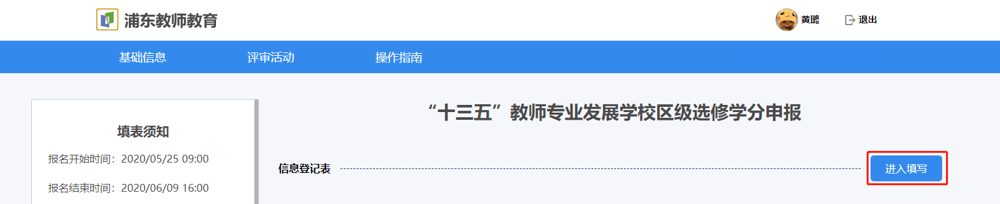 浦东教师教育
黄璐
退出
基础信息 评审活动 操作指南
填表须知
报名开始时间：2020/05/25 09:00
报名结束时间：2020/06/09 16:00
“十三五”教师专业发展学校区级选修学分申报
信息登记表
进入填写